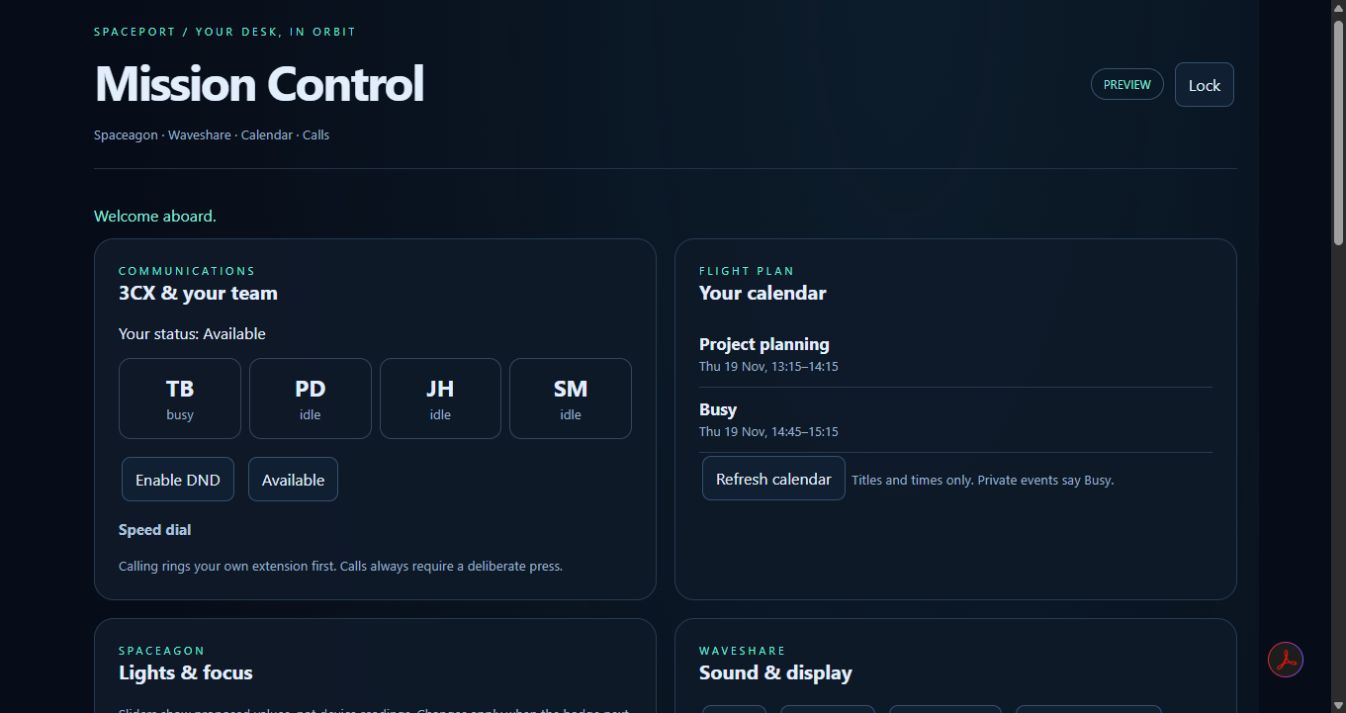 SPACEPORT / YOUR DESK, IN ORBIT
Mission Control
PREVIEW
Lock
Spaceagon · Waveshare · Calendar · Calls
Welcome aboard.
COMMUNICATIONS
3CX & your team
Your status: Available
TB
busy
PD
idle
JH
idle
SM
idle
Enable DND
Available
Speed dial
Calling rings your own extension first. Calls always require a deliberate press.
FLIGHT PLAN
Your calendar
Project planning
Thu 19 Nov, 13:15–14:15
Busy
Thu 19 Nov, 14:45–15:15
Refresh calendar
Titles and times only. Private events say Busy.
SPACEAGON
Lights & focus
WAVESHARE
Sound & display